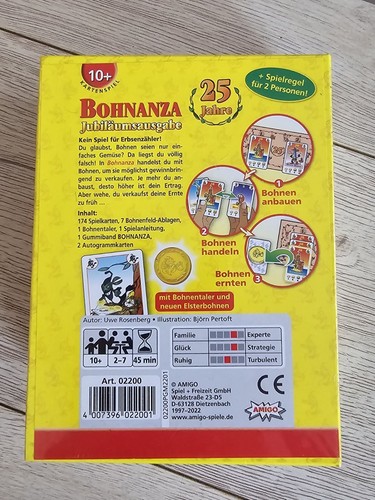 10+
KARTENSPIEL
BOHNANZA
Jubiläumsausgabe
25
Jahre
+ Spielregel
für 2 Personen!
Kein Spiel für Erbsenzähler!
Du glaubst, Bohnen seien nur ein-
faches Gemüse? Da liegst du völlig
falsch! In Bohnanza handelst du mit
Bohnen, um sie möglichst gewinnbrin-
gend zu verkaufen. Je mehr du an-
baust, desto höher ist dein Ertrag.
Aber wehe, du verkaufst deine Ernte
zu früh ...
Inhalt:
174 Spielkarten, 7 Bohnenfeld-Ablagen,
1 Bohnentaler, 1 Spielanleitung,
1 Gummiband BOHNANZA,
2 Autogrammkarten
1
Bohnen
anbauen
2
Bohnen
handeln
Bohnen
ernten
3
mit Bohnentaler und
neuen Elsterbohnen
Autor: Uwe Rosenberg • Illustration: Björn Pertoft
10+ 2–7 45 min
Familie Experte
Glück Strategie
Ruhig Turbulent
Art. 02200
4 007396 022001
02200PGM2201
© AMIGO
Spiel + Freizeit GmbH
Waldstraße 23-D5
D-63128 Dietzenbach
1997–2022
www.amigo-spiele.de
CE
AMIGO